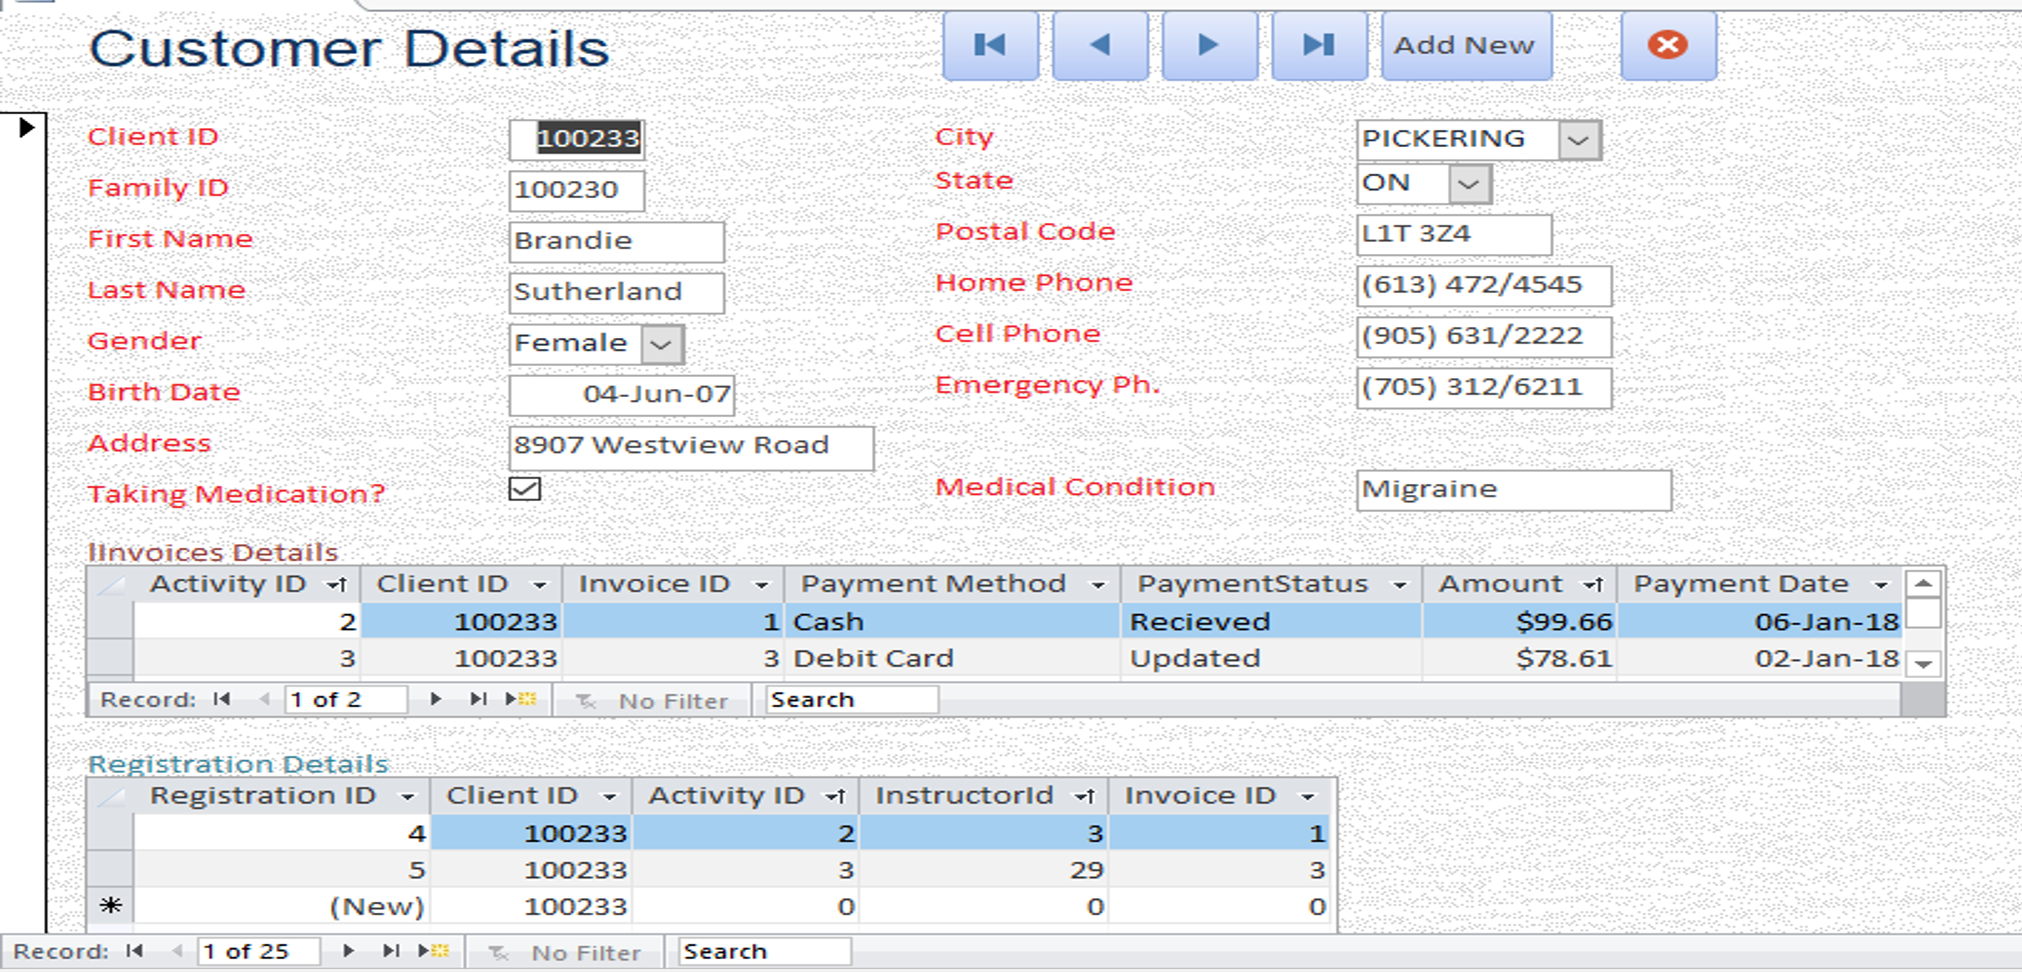 Customer Details
Add New
Client ID 100233 City PICKERING
Family ID 100230 State ON
First Name Brandie Postal Code L1T 3Z4
Last Name Sutherland Home Phone (613) 472/4545
Gender Female Cell Phone (905) 631/2222
Birth Date 04-Jun-07 Emergency Ph. (705) 312/6211
Address 8907 Westview Road
Taking Medication? Medical Condition Migraine
lInvoices Details
Activity ID Client ID Invoice ID Payment Method PaymentStatus Amount Payment Date
2 100233 1 Cash Recieved $99.66 06-Jan-18
3 100233 3 Debit Card Updated $78.61 02-Jan-18
Record: 1 of 2 No Filter Search
Registration Details
Registration ID Client ID Activity ID InstructorId Invoice ID
4 100233 2 3 1
5 100233 3 29 3
(New) 100233 0 0 0
Record: 1 of 25 No Filter Search